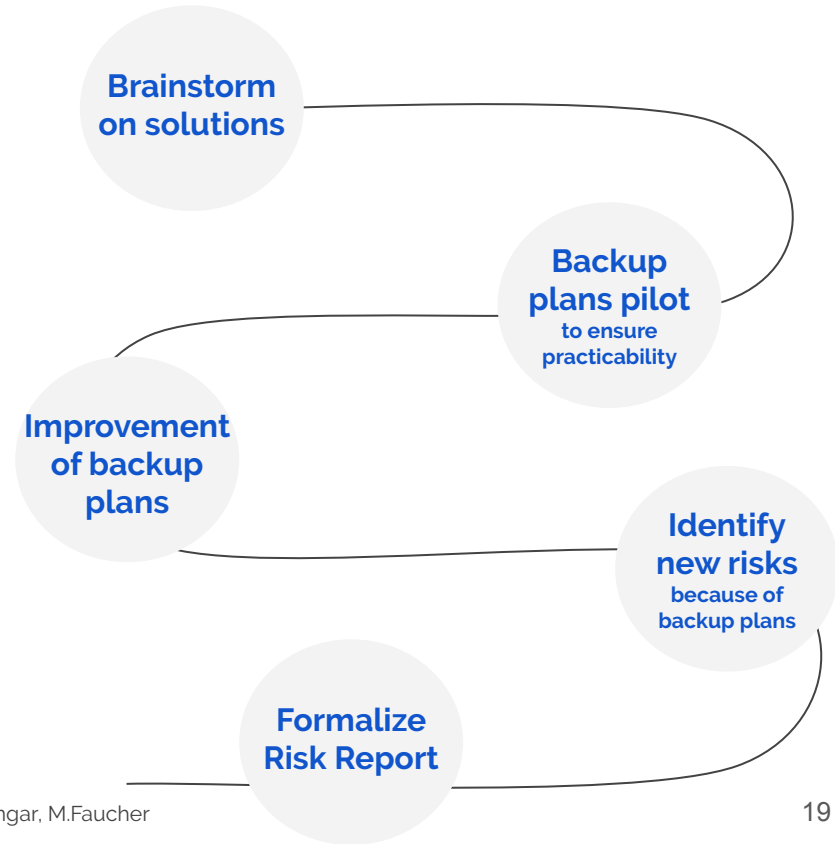 Brainstorm
on solutions
Backup
plans pilot
to ensure
practicability
Improvement
of backup
plans
Identify
new risks
because of
backup plans
Formalize
Risk Report
M.Faucher
19